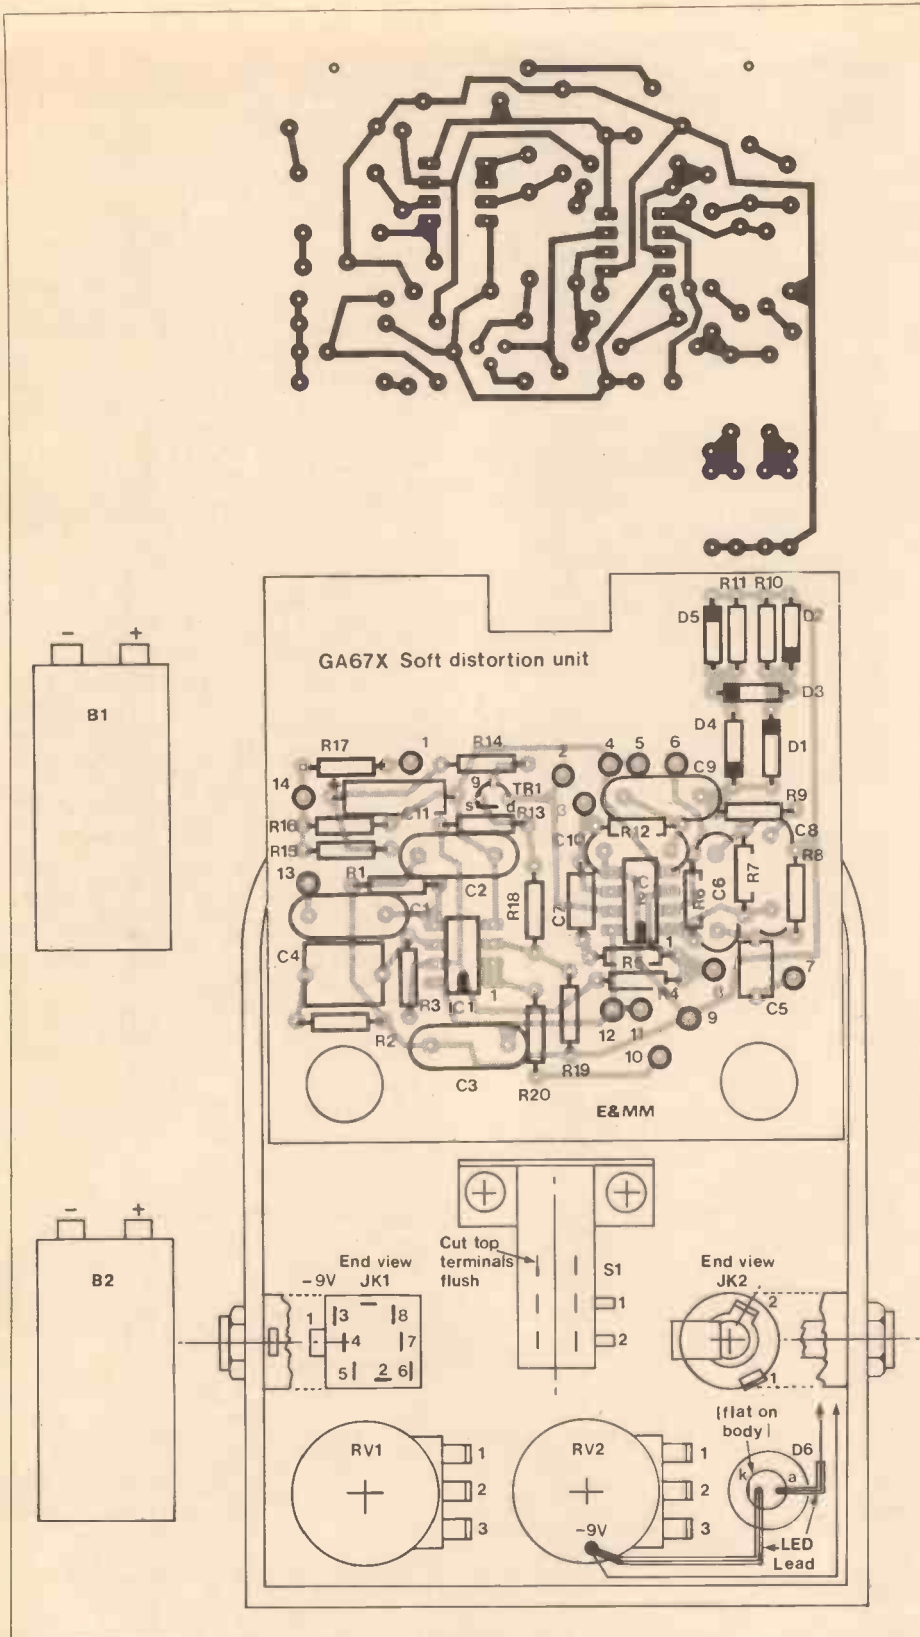 R11 R10
D5
D2
- +
B1
GA67X Soft distortion unit
D3
D4
D1
R17
1
R14
2
4
5
6
C9
14
g
TR1
s
d
3
R9
C11
R16
R13
C10
R12
C8
R15
13
R1
C2
R18
C7
IC
R6
C6
R7
R8
C1
C4
R3
IC1
1
R5
1
R4
8
7
C5
R2
12
11
9
C3
R19
10
R20
E&MM
- +
B2
Cut top
terminals
flush
S1
1
2
End view
JK1
-9V
1
3
8
4
7
5
2
6
End view
JK2
2
1
(flat on
body)
D6
k
a
RV1
1
2
3
RV2
1
2
3
-9V
LED
Lead